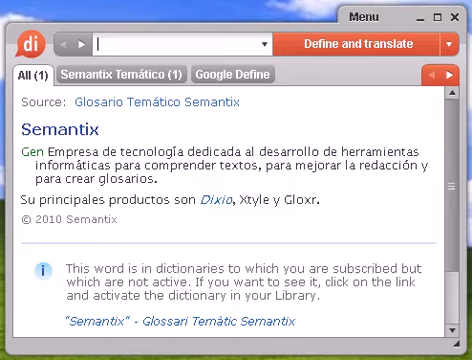 Menu
di
Define and translate
All (1)
Semantix Temático (1)
Google Define
Source: Glosario Temático Semantix
Semantix
Gen Empresa de tecnología dedicada al desarrollo de herramientas
informáticas para comprender textos, para mejorar la redacción y
para crear glosarios.
Su principales productos son Dixio, Xtyle y Gloxr.
© 2010 Semantix
i
This word is in dictionaries to which you are subscribed but
which are not active. If you want to see it, click on the link
and activate the dictionary in your Library.
"Semantix" - Glossari Temàtic Semantix